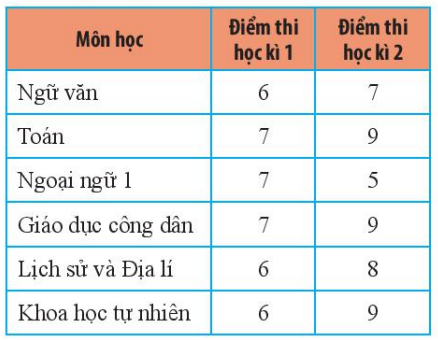 Môn học Điểm thi học kì 1 Điểm thi học kì 2
Ngữ văn 6 7
Toán 7 9
Ngoại ngữ 1 7 5
Giáo dục công dân 7 9
Lịch sử và Địa lí 6 8
Khoa học tự nhiên 6 9